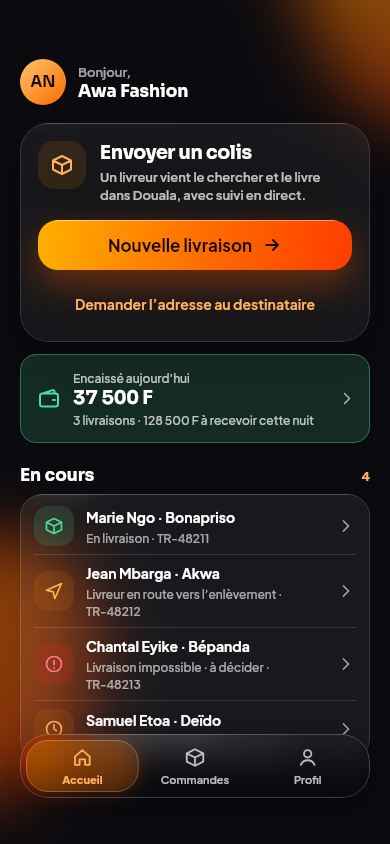 AN
Bonjour,
Awa Fashion
Envoyer un colis
Un livreur vient le chercher et le livre
dans Douala, avec suivi en direct.
Nouvelle livraison →
Demander l’adresse au destinataire
Encaissé aujourd’hui
37 500 F
3 livraisons · 128 500 F à recevoir cette nuit
En cours
4
Marie Ngo · Bonapriso
En livraison · TR-48211
Jean Mbarga · Akwa
Livreur en route vers l’enlèvement ·
TR-48212
Chantal Eyike · Bépanda
Livraison impossible · à décider ·
TR-48213
Samuel Etoa · Deïdo
Accueil
Commandes
Profil